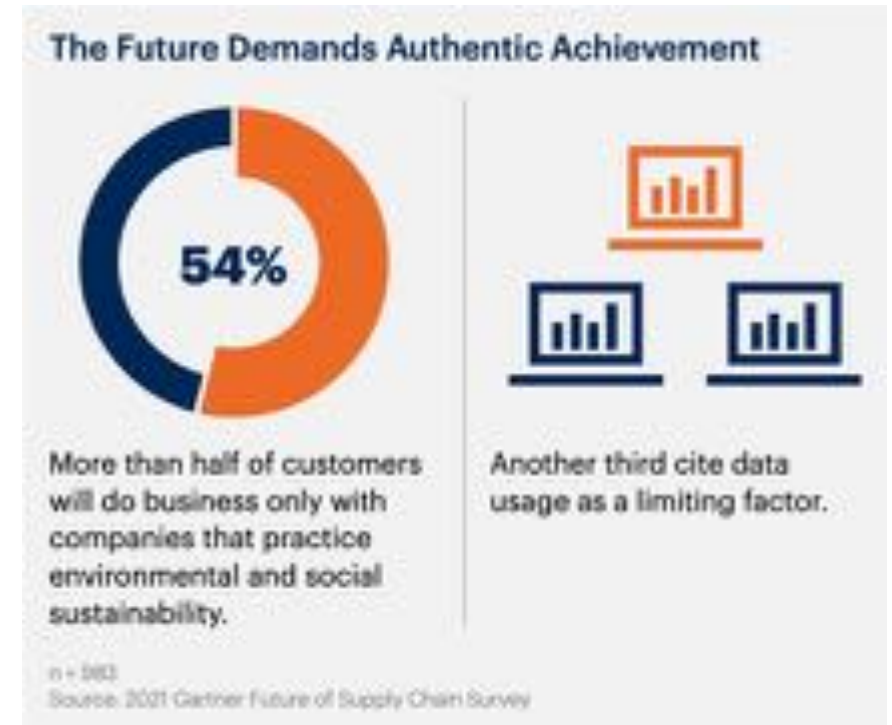 The Future Demands Authentic Achievement
54%
More than half of customers
will do business only with
companies that practice
environmental and social
sustainability.
Another third cite data
usage as a limiting factor.
n = 983
Source: 2021 Gartner Future of Supply Chain Survey